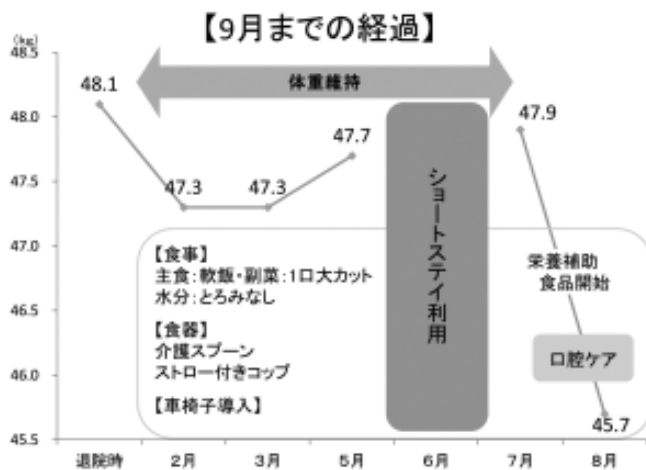 【9月までの経過】
(kg)
48.5
48.0
47.5
47.0
46.5
46.0
45.5
体重維持
48.1
47.3
47.3
47.7
47.9
45.7
ショートステイ利用
【食事】
主食：軟飯・副菜：1口大カット
水分：とろみなし
【食器】
介護スプーン
ストロー付きコップ
【車椅子導入】
栄養補助
食品開始
口腔ケア
退院時
2月
3月
5月
6月
7月
8月